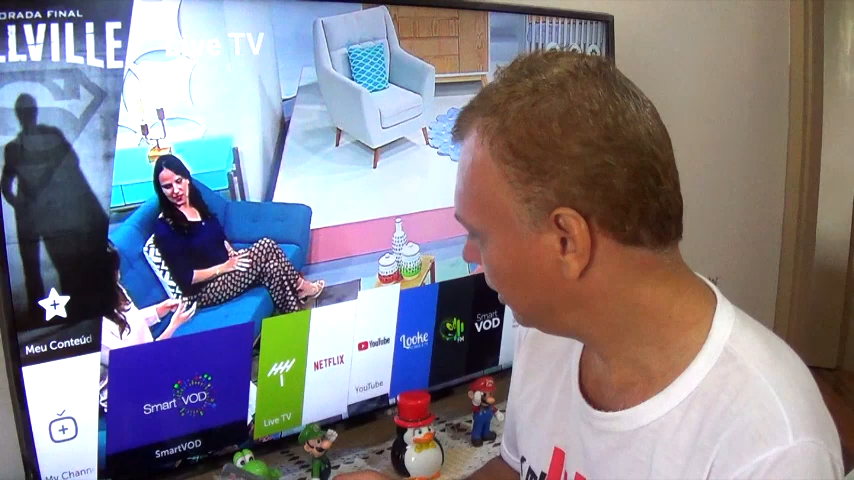 ORADA FINAL
LLVILLE
Live TV
Meu Conteúd
My Chann
Smart VOD
SmartVOD
Live TV
NETFLIX
YouTube
YouTube
Looke
FM
Smart
VOD